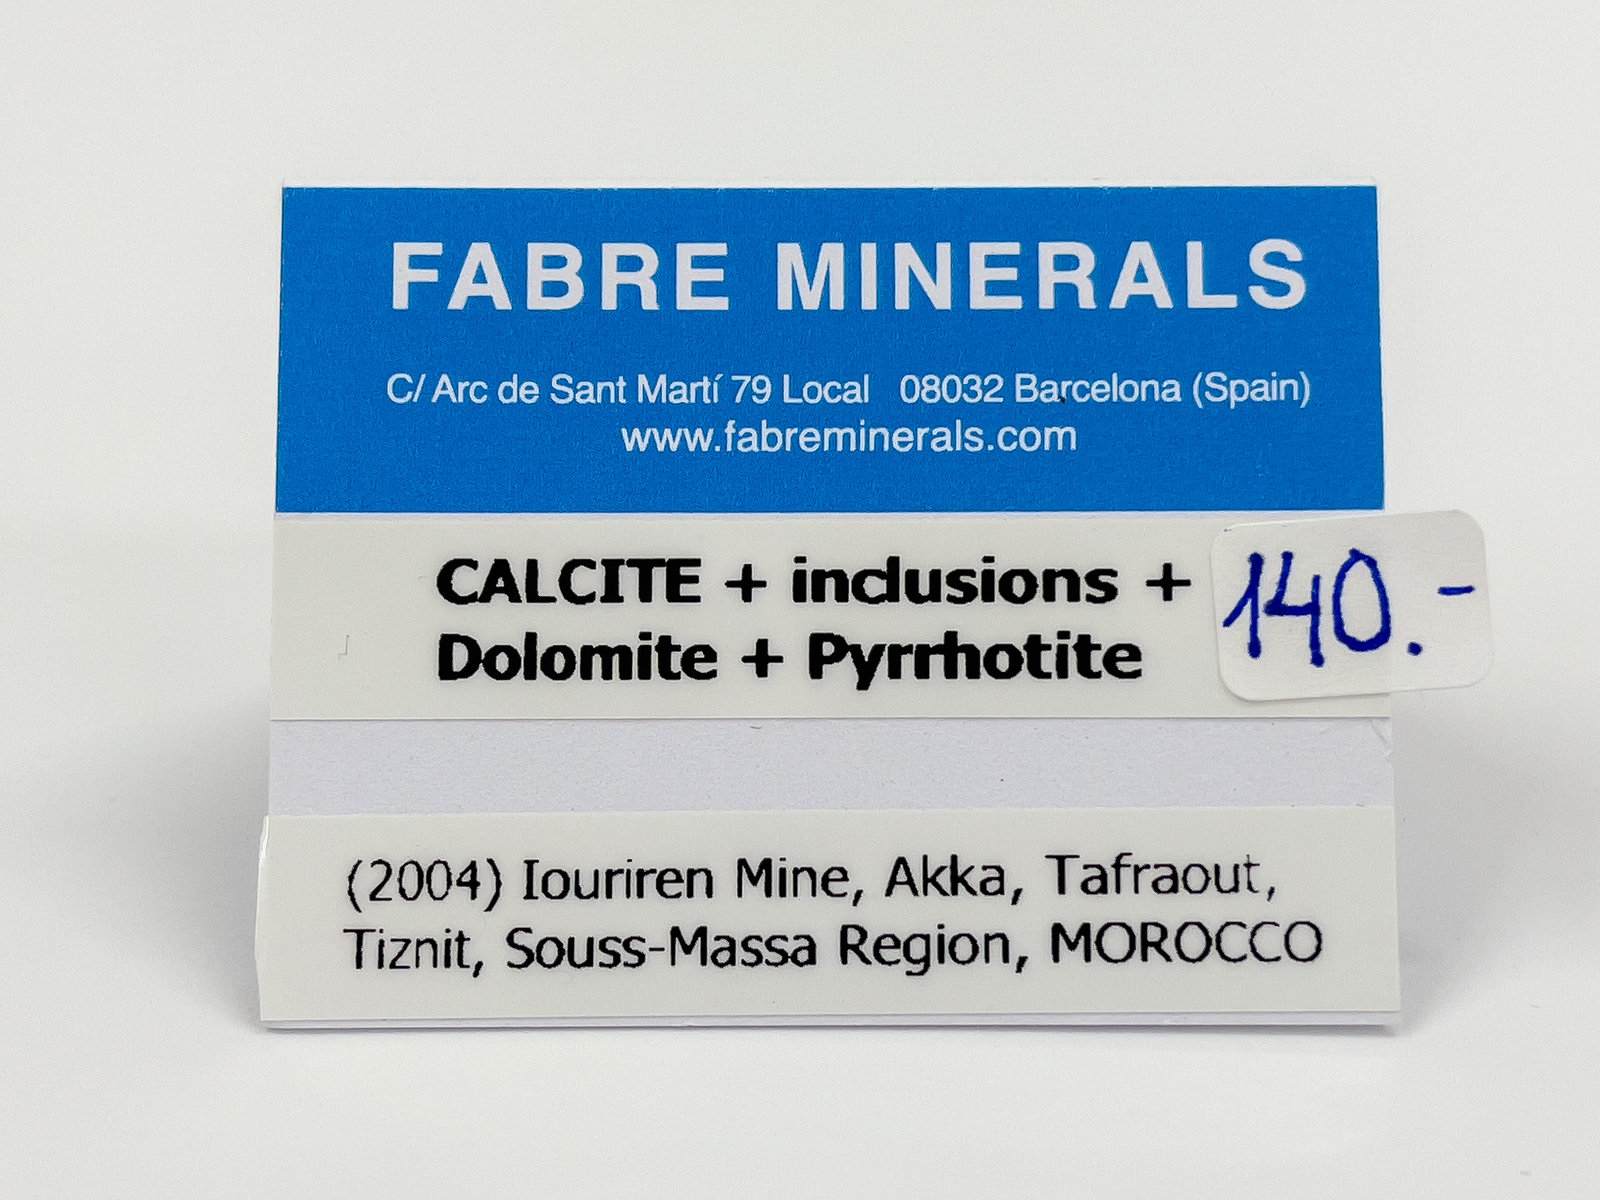 FABRE MINERALS
C/ Arc de Sant Martí 79 Local 08032 Barcelona (Spain)
www.fabreminerals.com
CALCITE + inclusions +
Dolomite + Pyrrhotite
140.-
(2004) Iouriren Mine, Akka, Tafraout,
Tiznit, Souss-Massa Region, MOROCCO